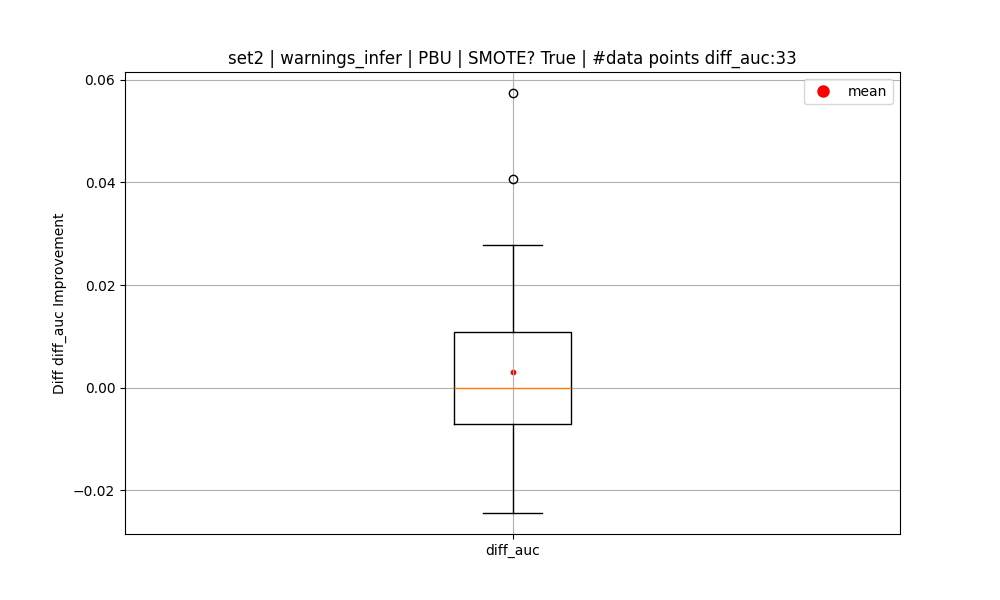 set2 | warnings_infer | PBU | SMOTE? True | #data points diff_auc:33
mean
Diff diff_auc Improvement
0.06
0.04
0.02
0.00
−0.02
diff_auc